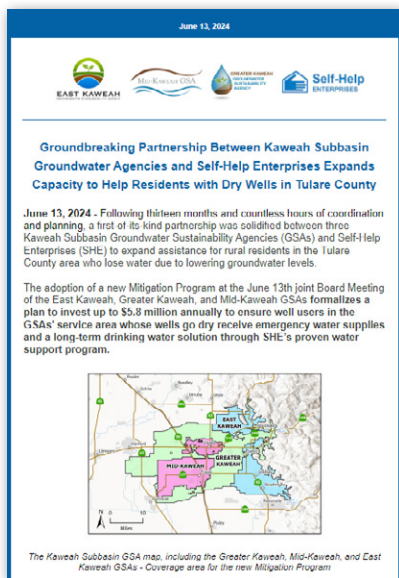 June 13, 2024
EAST KAWEAH
MID-KAWEAH GSA
GREATER KAWEAH
GROUNDWATER
SUSTAINABILITY
AGENCY
Self-Help
ENTERPRISES
Groundbreaking Partnership Between Kaweah Subbasin
Groundwater Agencies and Self-Help Enterprises Expands
Capacity to Help Residents with Dry Wells in Tulare County
June 13, 2024 - Following thirteen months and countless hours of coordination
and planning, a first-of-its-kind partnership was solidified between three
Kaweah Subbasin Groundwater Sustainability Agencies (GSAs) and Self-Help
Enterprises (SHE) to expand assistance for rural residents in the Tulare
County area who lose water due to lowering groundwater levels.
The adoption of a new Mitigation Program at the June 13th joint Board Meeting
of the East Kaweah, Greater Kaweah, and Mid-Kaweah GSAs formalizes a
plan to invest up to $5.8 million annually to ensure well users in the
GSAs' service area whose wells go dry receive emergency water supplies
and a long-term drinking water solution through SHE's proven water
support program.
EAST
KAWEAH
GREATER
KAWEAH
MID-KAWEAH
N
0 10
Miles
The Kaweah Subbasin GSA map, including the Greater Kaweah, Mid-Kaweah, and East
Kaweah GSAs - Coverage area for the new Mitigation Program